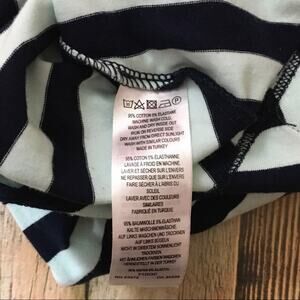 95% COTTON 5% ELASTANE
MACHINE WASH COLD,
WASH AND DRY INSIDE OUT
IRON ON REVERSE SIDE
DRY AWAY FROM DIRECT SUNLIGHT
WASH WITH SIMILAR COLOURS
MADE IN TURKEY
95% COTON 5% ELASTHANNE
LAVAGE À FROID EN MACHINE
LAVER ET SÉCHER SUR L'ENVERS
NE REPASSER QUE SUR L'ENVERS
FAIRE SÉCHER À L'ABRI DU
SOLEIL
LAVER AVEC DES COULEURS
SIMILAIRES
FABRIQUÉ EN TURQUIE
95% BAUMWOLLE 5% ELASTHAN
KALTE MASCHINENWÄSCHE,
AUF LINKS WASCHEN UND TROCKNEN
AUF LINKS BÜGELN
NICHT IN DIREKTEM SONNENLICHT
TROCKNEN
MIT ÄHNLICHEN FARBEN WASCHEN